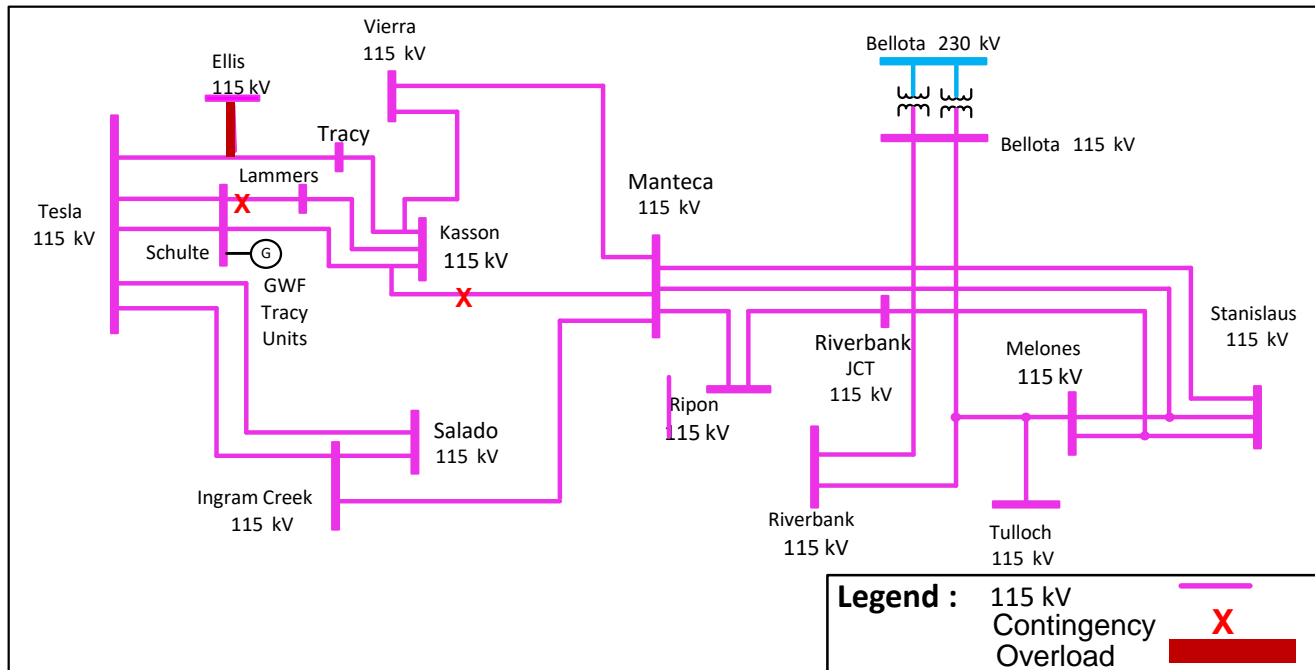 Vierra
115 kV
Bellota 230 kV
Ellis
115 kV
Tracy
Bellota 115 kV
Lammers
X
Manteca
115 kV
Tesla
115 kV
Kasson
115 kV
Schulte
G
GWF
Tracy
Units
X
Stanislaus
115 kV
Riverbank
JCT
115 kV
Melones
115 kV
Ripon
115 kV
Salado
115 kV
Ingram Creek
115 kV
Riverbank
115 kV
Tulloch
115 kV
Legend :
115 kV
Contingency
X
Overload